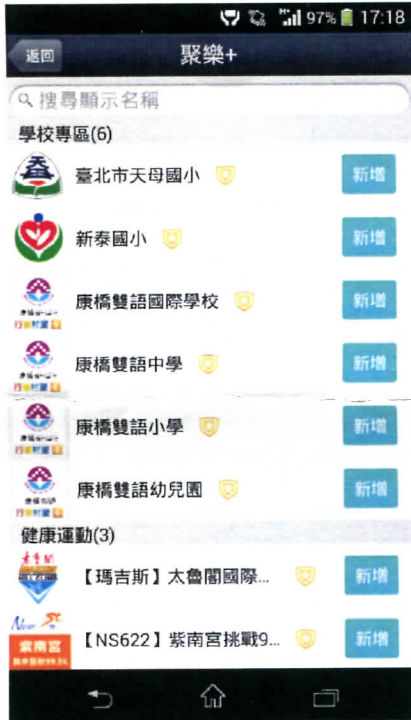 97% 17:18
返回 聚樂+
搜尋顯示名稱
學校專區(6)
臺北市天母國小 新增
新泰國小 新增
康橋雙語國際學校 新增
康橋雙語中學 新增
康橋雙語小學 新增
康橋雙語幼兒園 新增
健康運動(3)
【瑪吉斯】太魯閣國際... 新增
【NS622】紫南宮挑戰9... 新增
紫南宮